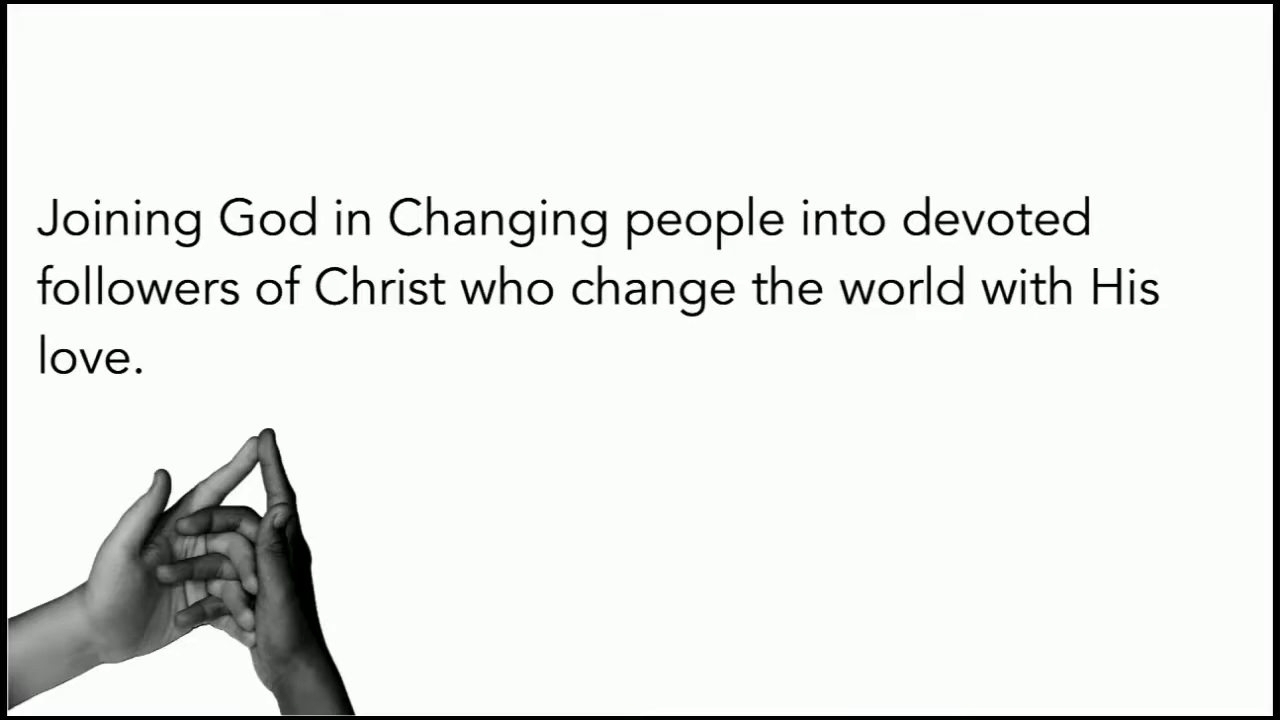 Joining God in Changing people into devoted
followers of Christ who change the world with His
love.